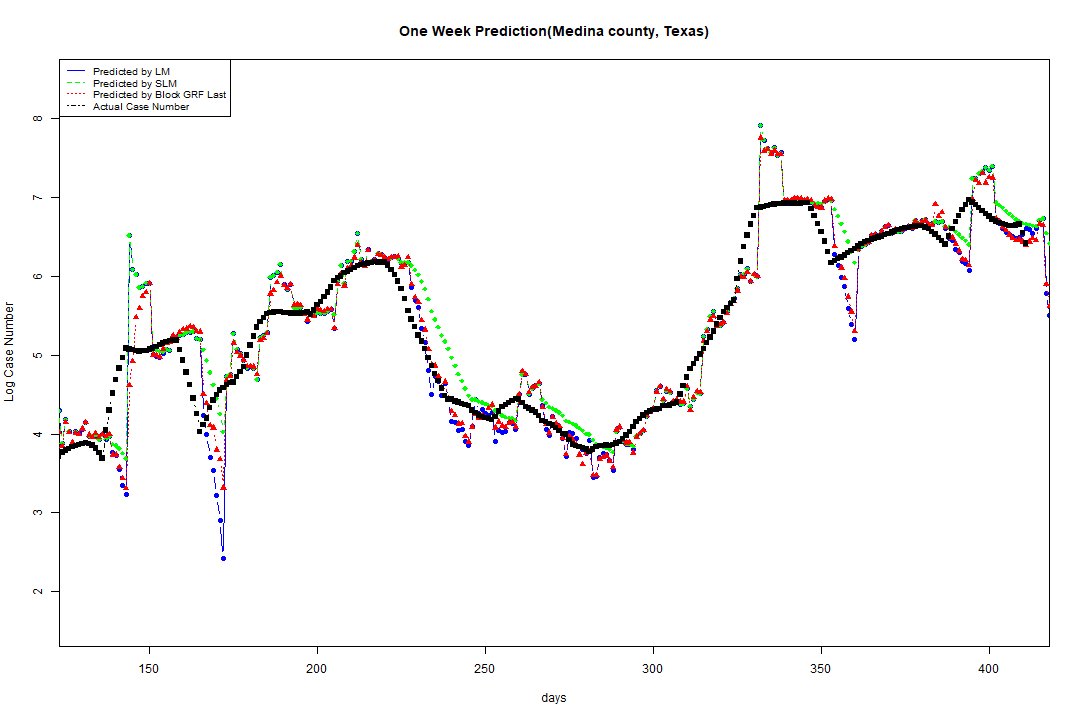 One Week Prediction(Medina county, Texas)
Predicted by LM
Predicted by SLM
Predicted by Block GRF Last
Actual Case Number
Log Case Number
8
7
6
5
4
3
2
150 200 250 300 350 400
days